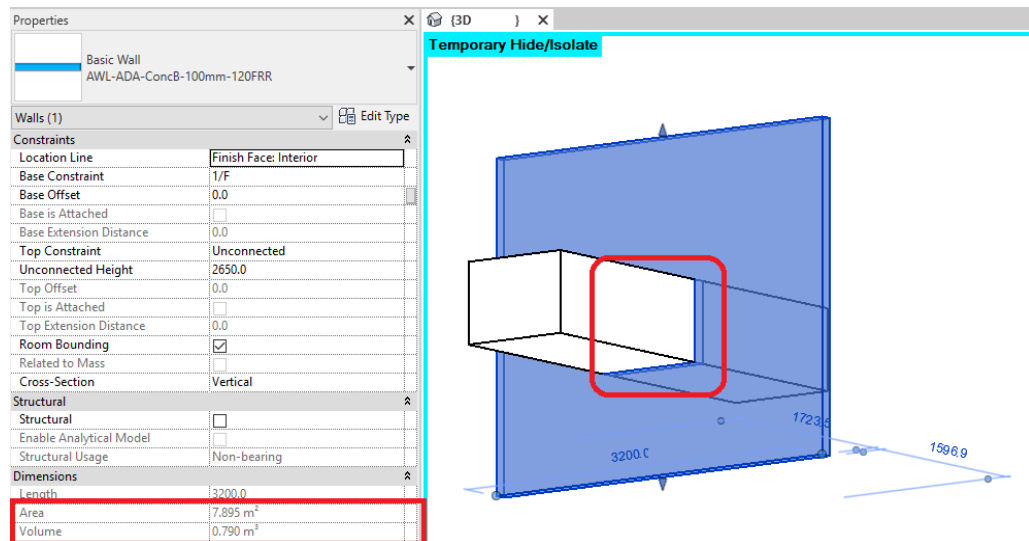 Properties
Basic Wall
AWL-ADA-ConcB-100mm-120FRR
Walls (1)
Edit Type
Constraints
Location Line Finish Face: Interior
Base Constraint 1/F
Base Offset 0.0
Base is Attached
Base Extension Distance 0.0
Top Constraint Unconnected
Unconnected Height 2650.0
Top Offset 0.0
Top is Attached
Top Extension Distance 0.0
Room Bounding
Related to Mass
Cross-Section Vertical
Structural
Structural
Enable Analytical Model
Structural Usage Non-bearing
Dimensions
Length 3200.0
Area 7.895 m²
Volume 0.790 m³
{3D }
Temporary Hide/Isolate
1596.9